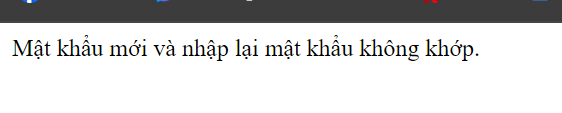 Mật khẩu mới và nhập lại mật khẩu không khớp.